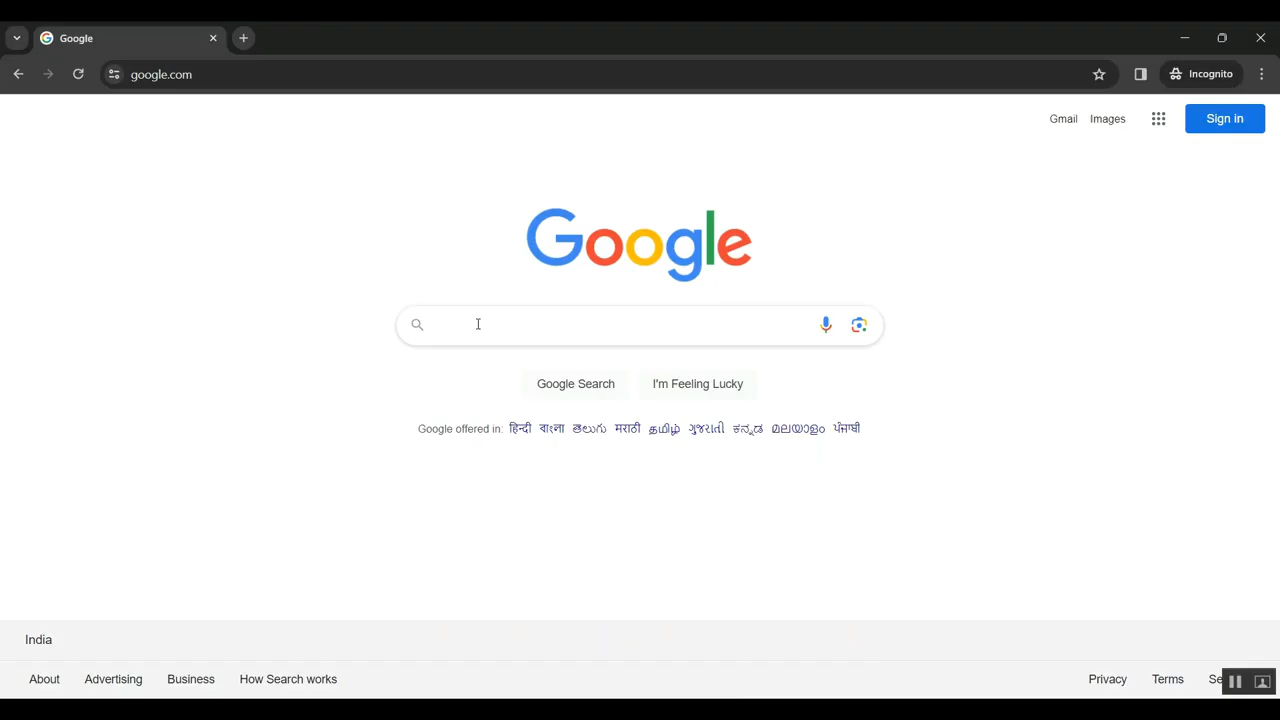 Google
google.com
Incognito
Gmail Images Sign in
Google
Google Search I'm Feeling Lucky
Google offered in: हिन्दी বাংলা తెలుగు मराठी தமிழ் ગુજરાતી ಕನ್ನಡ മലയാളം ਪੰਜਾਬੀ
India
About Advertising Business How Search works Privacy Terms Se